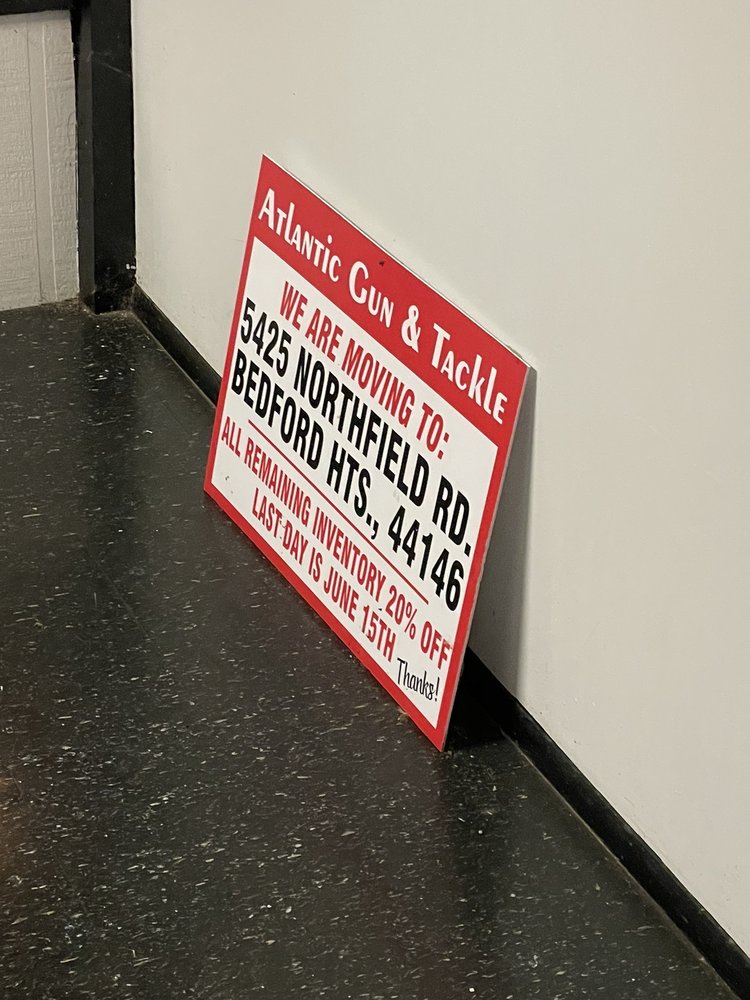 Atlantic Gun & Tackle
WE ARE MOVING TO:
5425 NORTHFIELD RD.
BEDFORD HTS., 44146
ALL REMAINING INVENTORY 20% OFF
LAST DAY IS JUNE 15TH
Thanks!